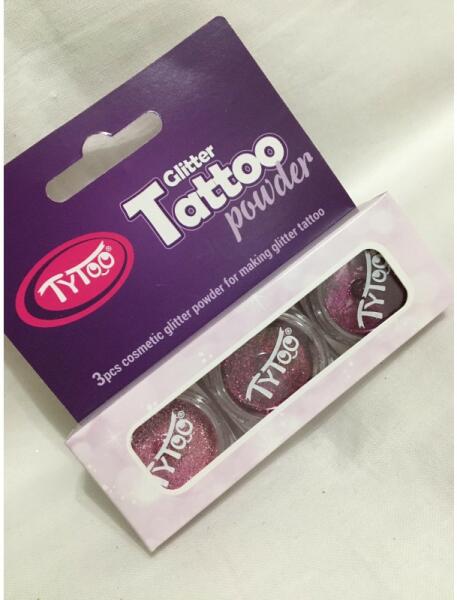 Glitter
Tattoo
powder
TyToo®
3pcs cosmetic glitter powder for making glitter tattoo
TyToo
TyToo®
TyToo